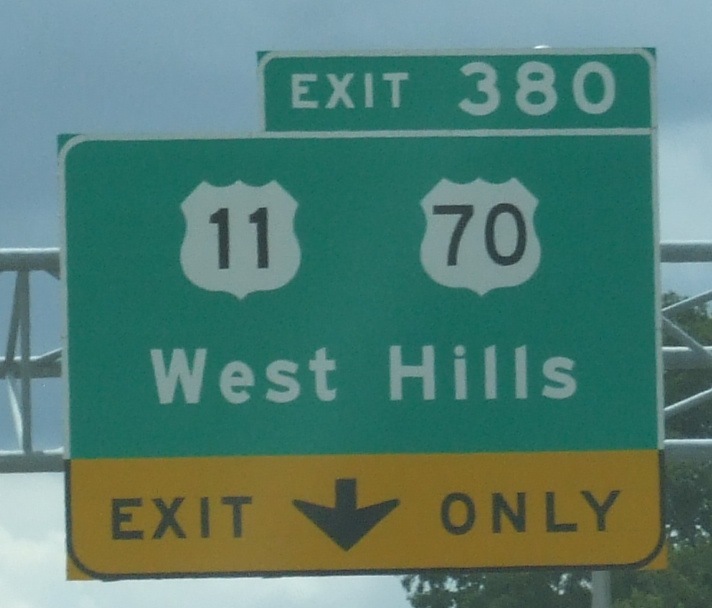 EXIT 380
11 70
West Hills
EXIT ONLY